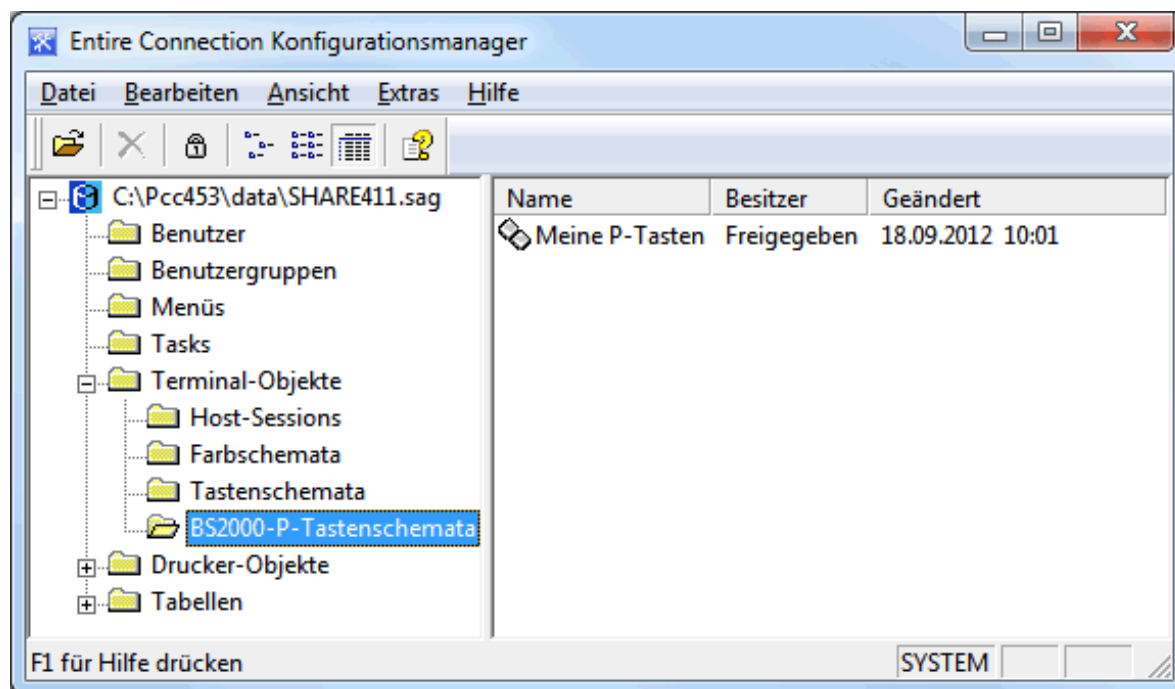 Entire Connection Konfigurationsmanager
Datei Bearbeiten Ansicht Extras Hilfe
C:\Pcc453\data\SHARE411.sag
Benutzer
Benutzergruppen
Menüs
Tasks
Terminal-Objekte
Host-Sessions
Farbschemata
Tastenschemata
BS2000-P-Tastenschemata
Drucker-Objekte
Tabellen
Name Besitzer Geändert
Meine P-Tasten Freigegeben 18.09.2012 10:01
F1 für Hilfe drücken SYSTEM